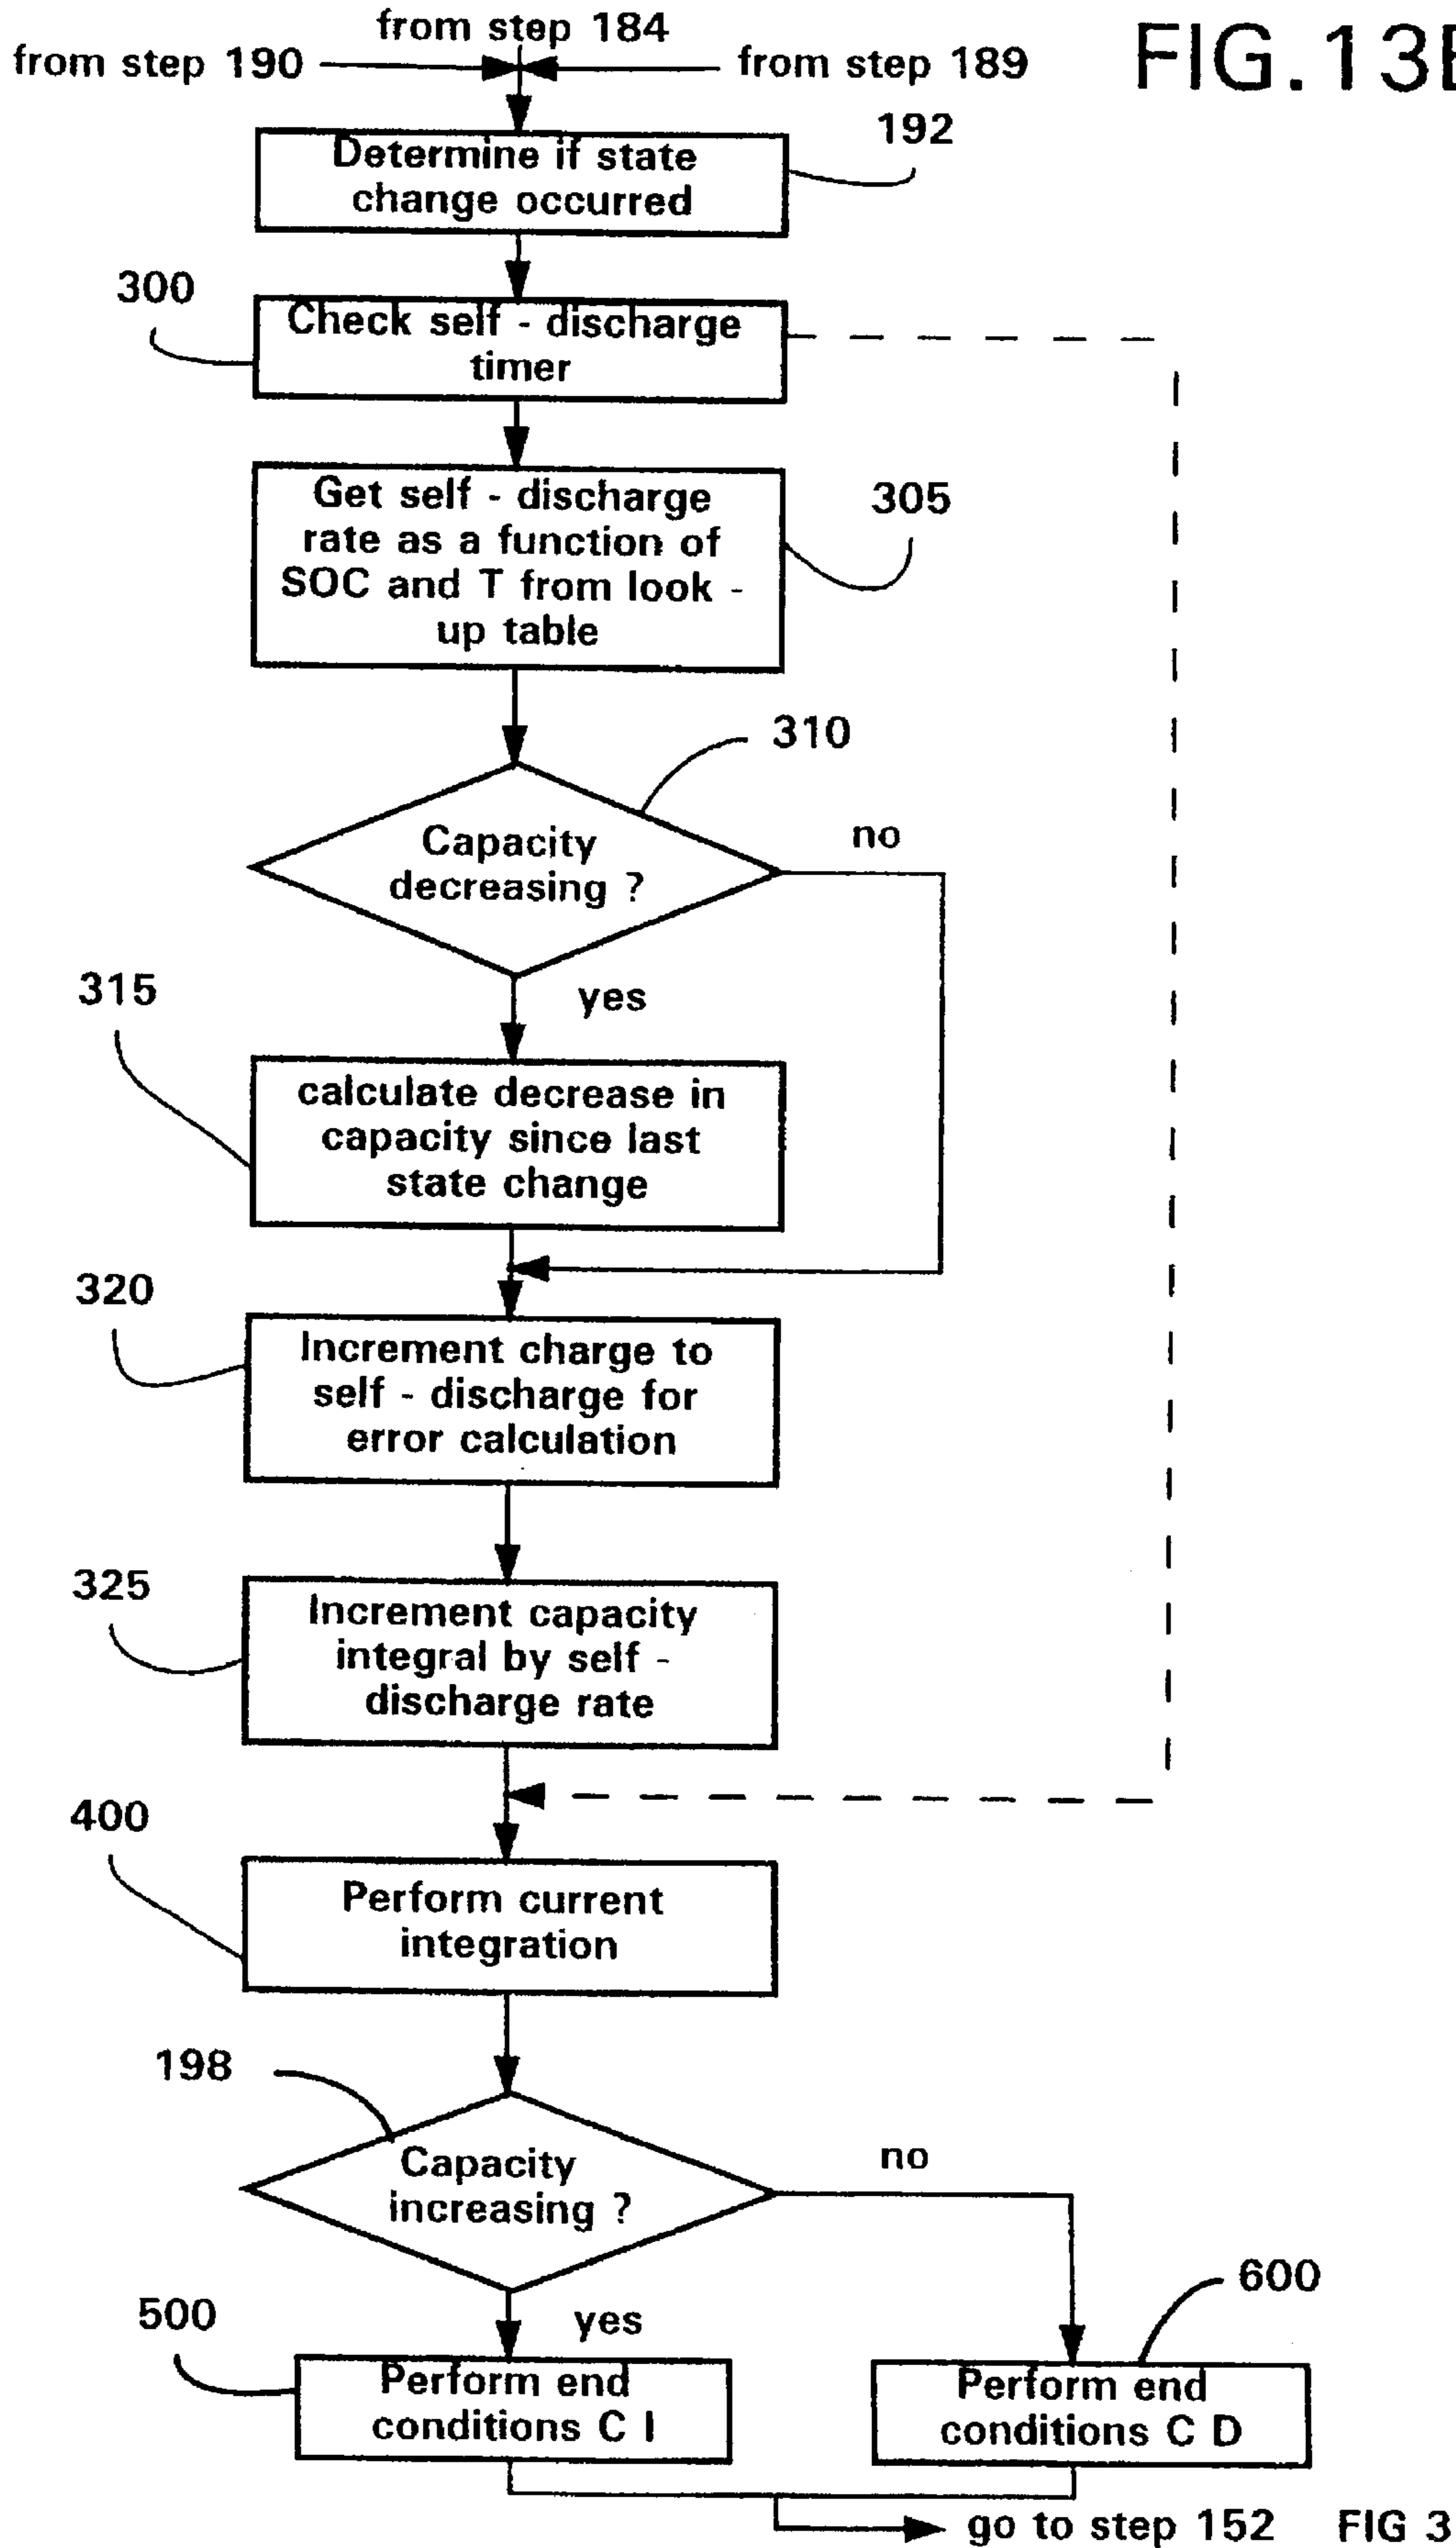 from step 184
from step 190
from step 189
FIG.13B
192
Determine if state
change occurred
300
Check self - discharge
timer
305
Get self - discharge
rate as a function of
SOC and T from look -
up table
310
Capacity
decreasing ?
no
yes
315
calculate decrease in
capacity since last
state change
320
Increment charge to
self - discharge for
error calculation
325
Increment capacity
integral by self -
discharge rate
400
Perform current
integration
198
Capacity
increasing ?
no
yes
500
Perform end
conditions C I
600
Perform end
conditions C D
go to step 152 FIG 3